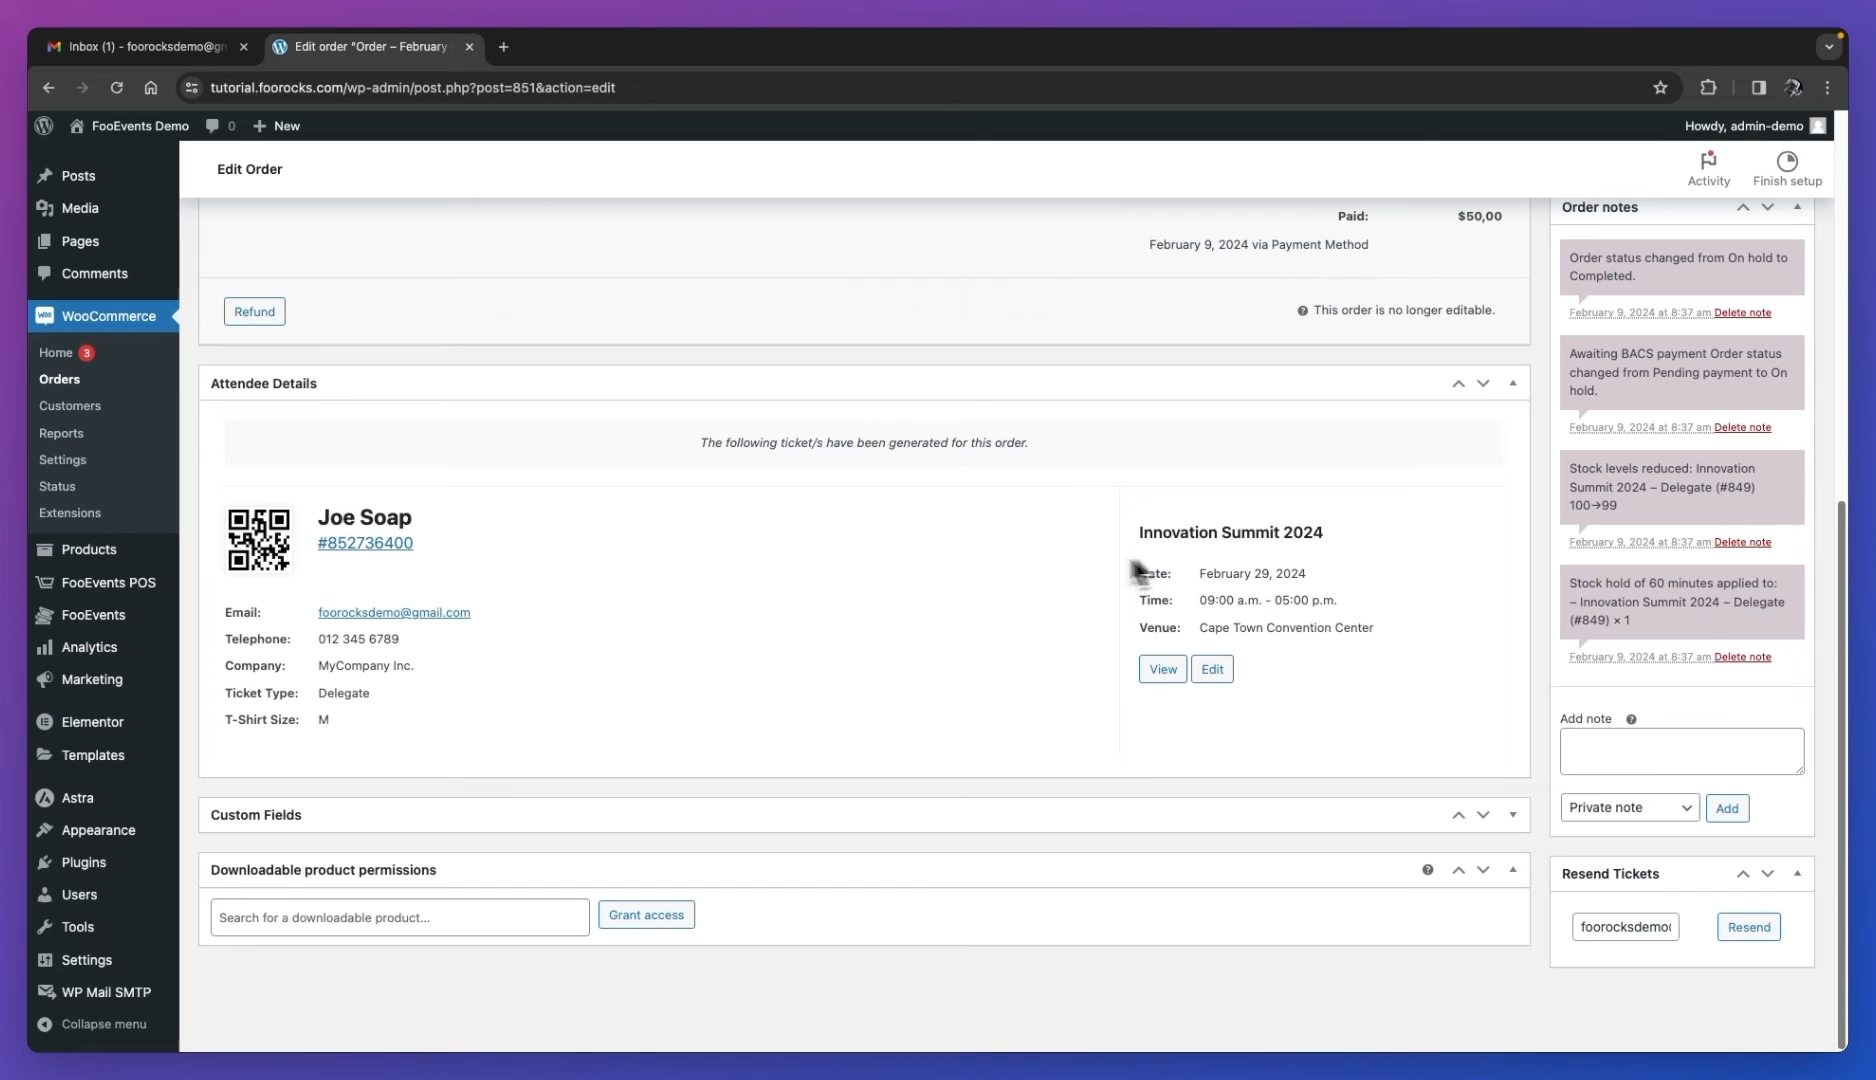 Inbox (1) - foorocksdemo@gn
Edit order "Order – February
tutorial.foorocks.com/wp-admin/post.php?post=851&action=edit
FooEvents Demo
0
New
Howdy, admin-demo
Posts
Media
Pages
Comments
WooCommerce
Home
3
Orders
Customers
Reports
Settings
Status
Extensions
Products
FooEvents POS
FooEvents
Analytics
Marketing
Elementor
Templates
Astra
Appearance
Plugins
Users
Tools
Settings
WP Mail SMTP
Collapse menu
Edit Order
Activity
Finish setup
Paid:
$50,00
February 9, 2024 via Payment Method
Refund
This order is no longer editable.
Attendee Details
The following ticket/s have been generated for this order.
Joe Soap
#852736400
Email:
foorocksdemo@gmail.com
Telephone:
012 345 6789
Company:
MyCompany Inc.
Ticket Type:
Delegate
T-Shirt Size:
M
Innovation Summit 2024
February 29, 2024
Time:
09:00 a.m. - 05:00 p.m.
Venue:
Cape Town Convention Center
View
Edit
Custom Fields
Downloadable product permissions
Search for a downloadable product...
Grant access
Order notes
Order status changed from On hold to
Completed.
February 9, 2024 at 8:37 am Delete note
Awaiting BACS payment Order status
changed from Pending payment to On
hold.
February 9, 2024 at 8:37 am Delete note
Stock levels reduced: Innovation
Summit 2024 – Delegate (#849)
100→99
February 9, 2024 at 8:37 am Delete note
Stock hold of 60 minutes applied to:
– Innovation Summit 2024 – Delegate
(#849) × 1
February 9, 2024 at 8:37 am Delete note
Add note
Private note
Add
Resend Tickets
foorocksdemo
Resend